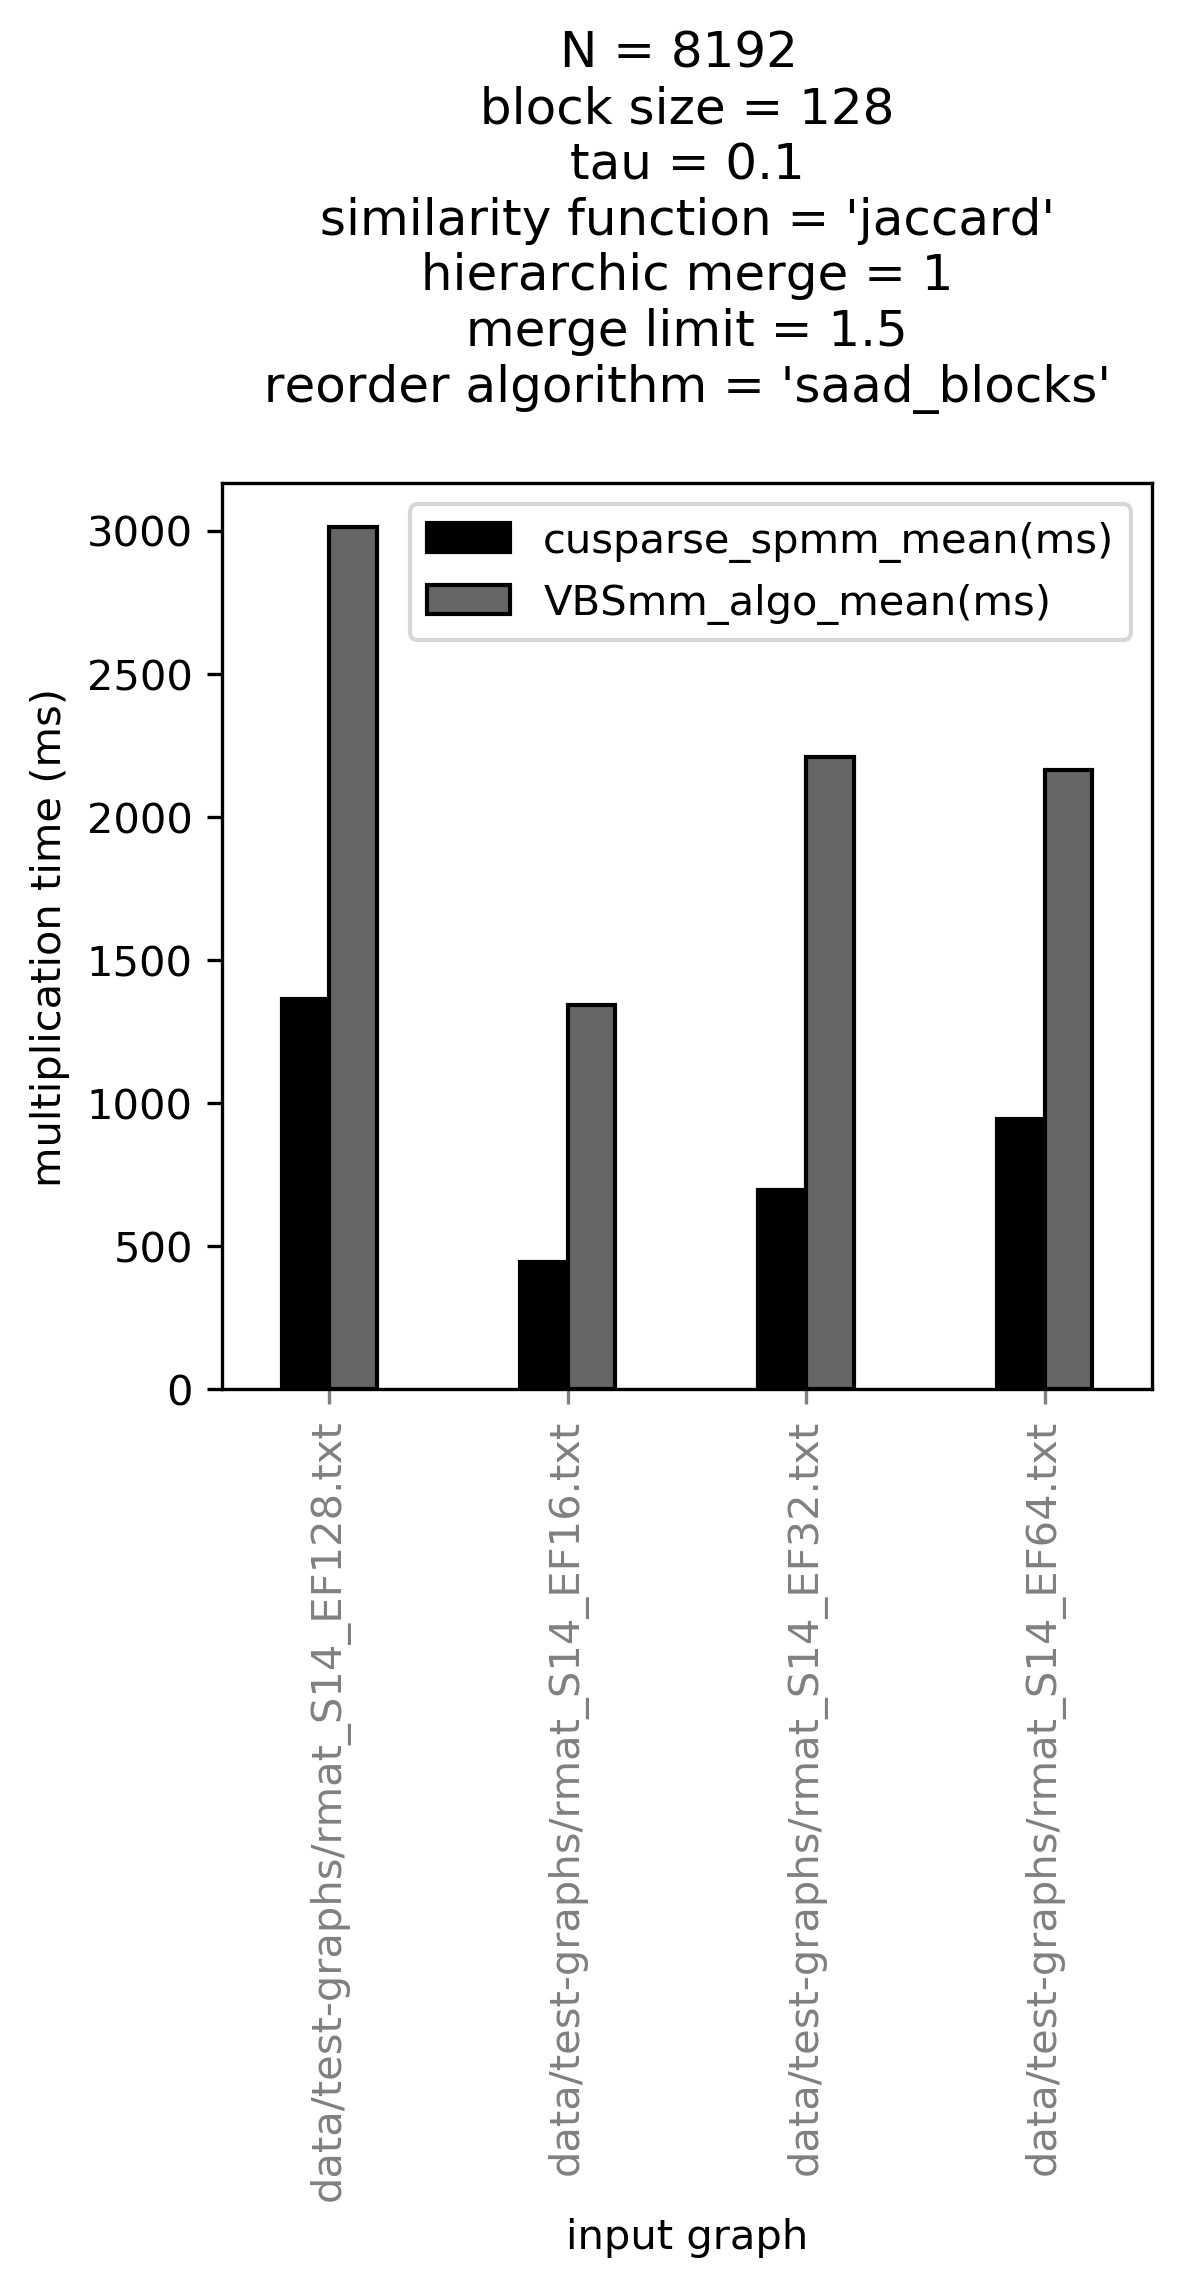 N = 8192
block size = 128
tau = 0.1
similarity function = 'jaccard'
hierarchic merge = 1
merge limit = 1.5
reorder algorithm = 'saad_blocks'
cusparse_spmm_mean(ms)
VBSmm_algo_mean(ms)
multiplication time (ms)
3000
2500
2000
1500
1000
500
0
data/test-graphs/rmat_S14_EF128.txt
data/test-graphs/rmat_S14_EF16.txt
data/test-graphs/rmat_S14_EF32.txt
data/test-graphs/rmat_S14_EF64.txt
input graph